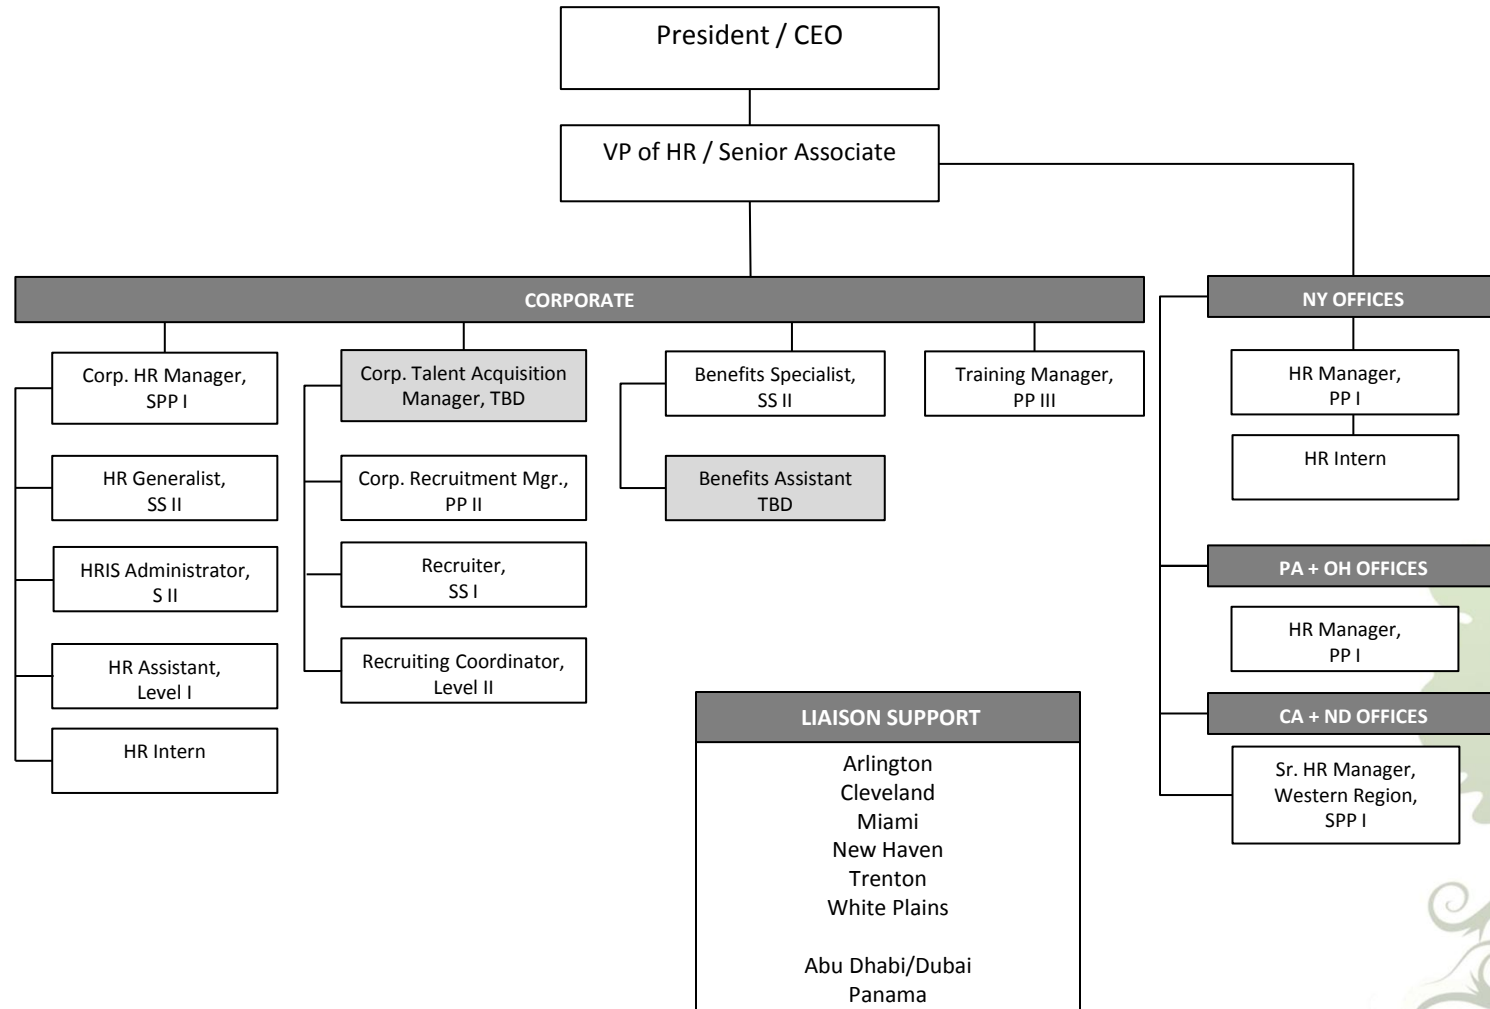 President / CEO
VP of HR / Senior Associate
CORPORATE
NY OFFICES
Corp. HR Manager,
SPP I
HR Generalist,
SS II
HRIS Administrator,
S II
HR Assistant,
Level I
HR Intern
Corp. Talent Acquisition
Manager, TBD
Corp. Recruitment Mgr.,
PP II
Recruiter,
SS I
Recruiting Coordinator,
Level II
Benefits Specialist,
SS II
Benefits Assistant
TBD
Training Manager,
PP III
HR Manager,
PP I
HR Intern
PA + OH OFFICES
HR Manager,
PP I
CA + ND OFFICES
Sr. HR Manager,
Western Region,
SPP I
LIAISON SUPPORT
Arlington
Cleveland
Miami
New Haven
Trenton
White Plains
Abu Dhabi/Dubai
Panama